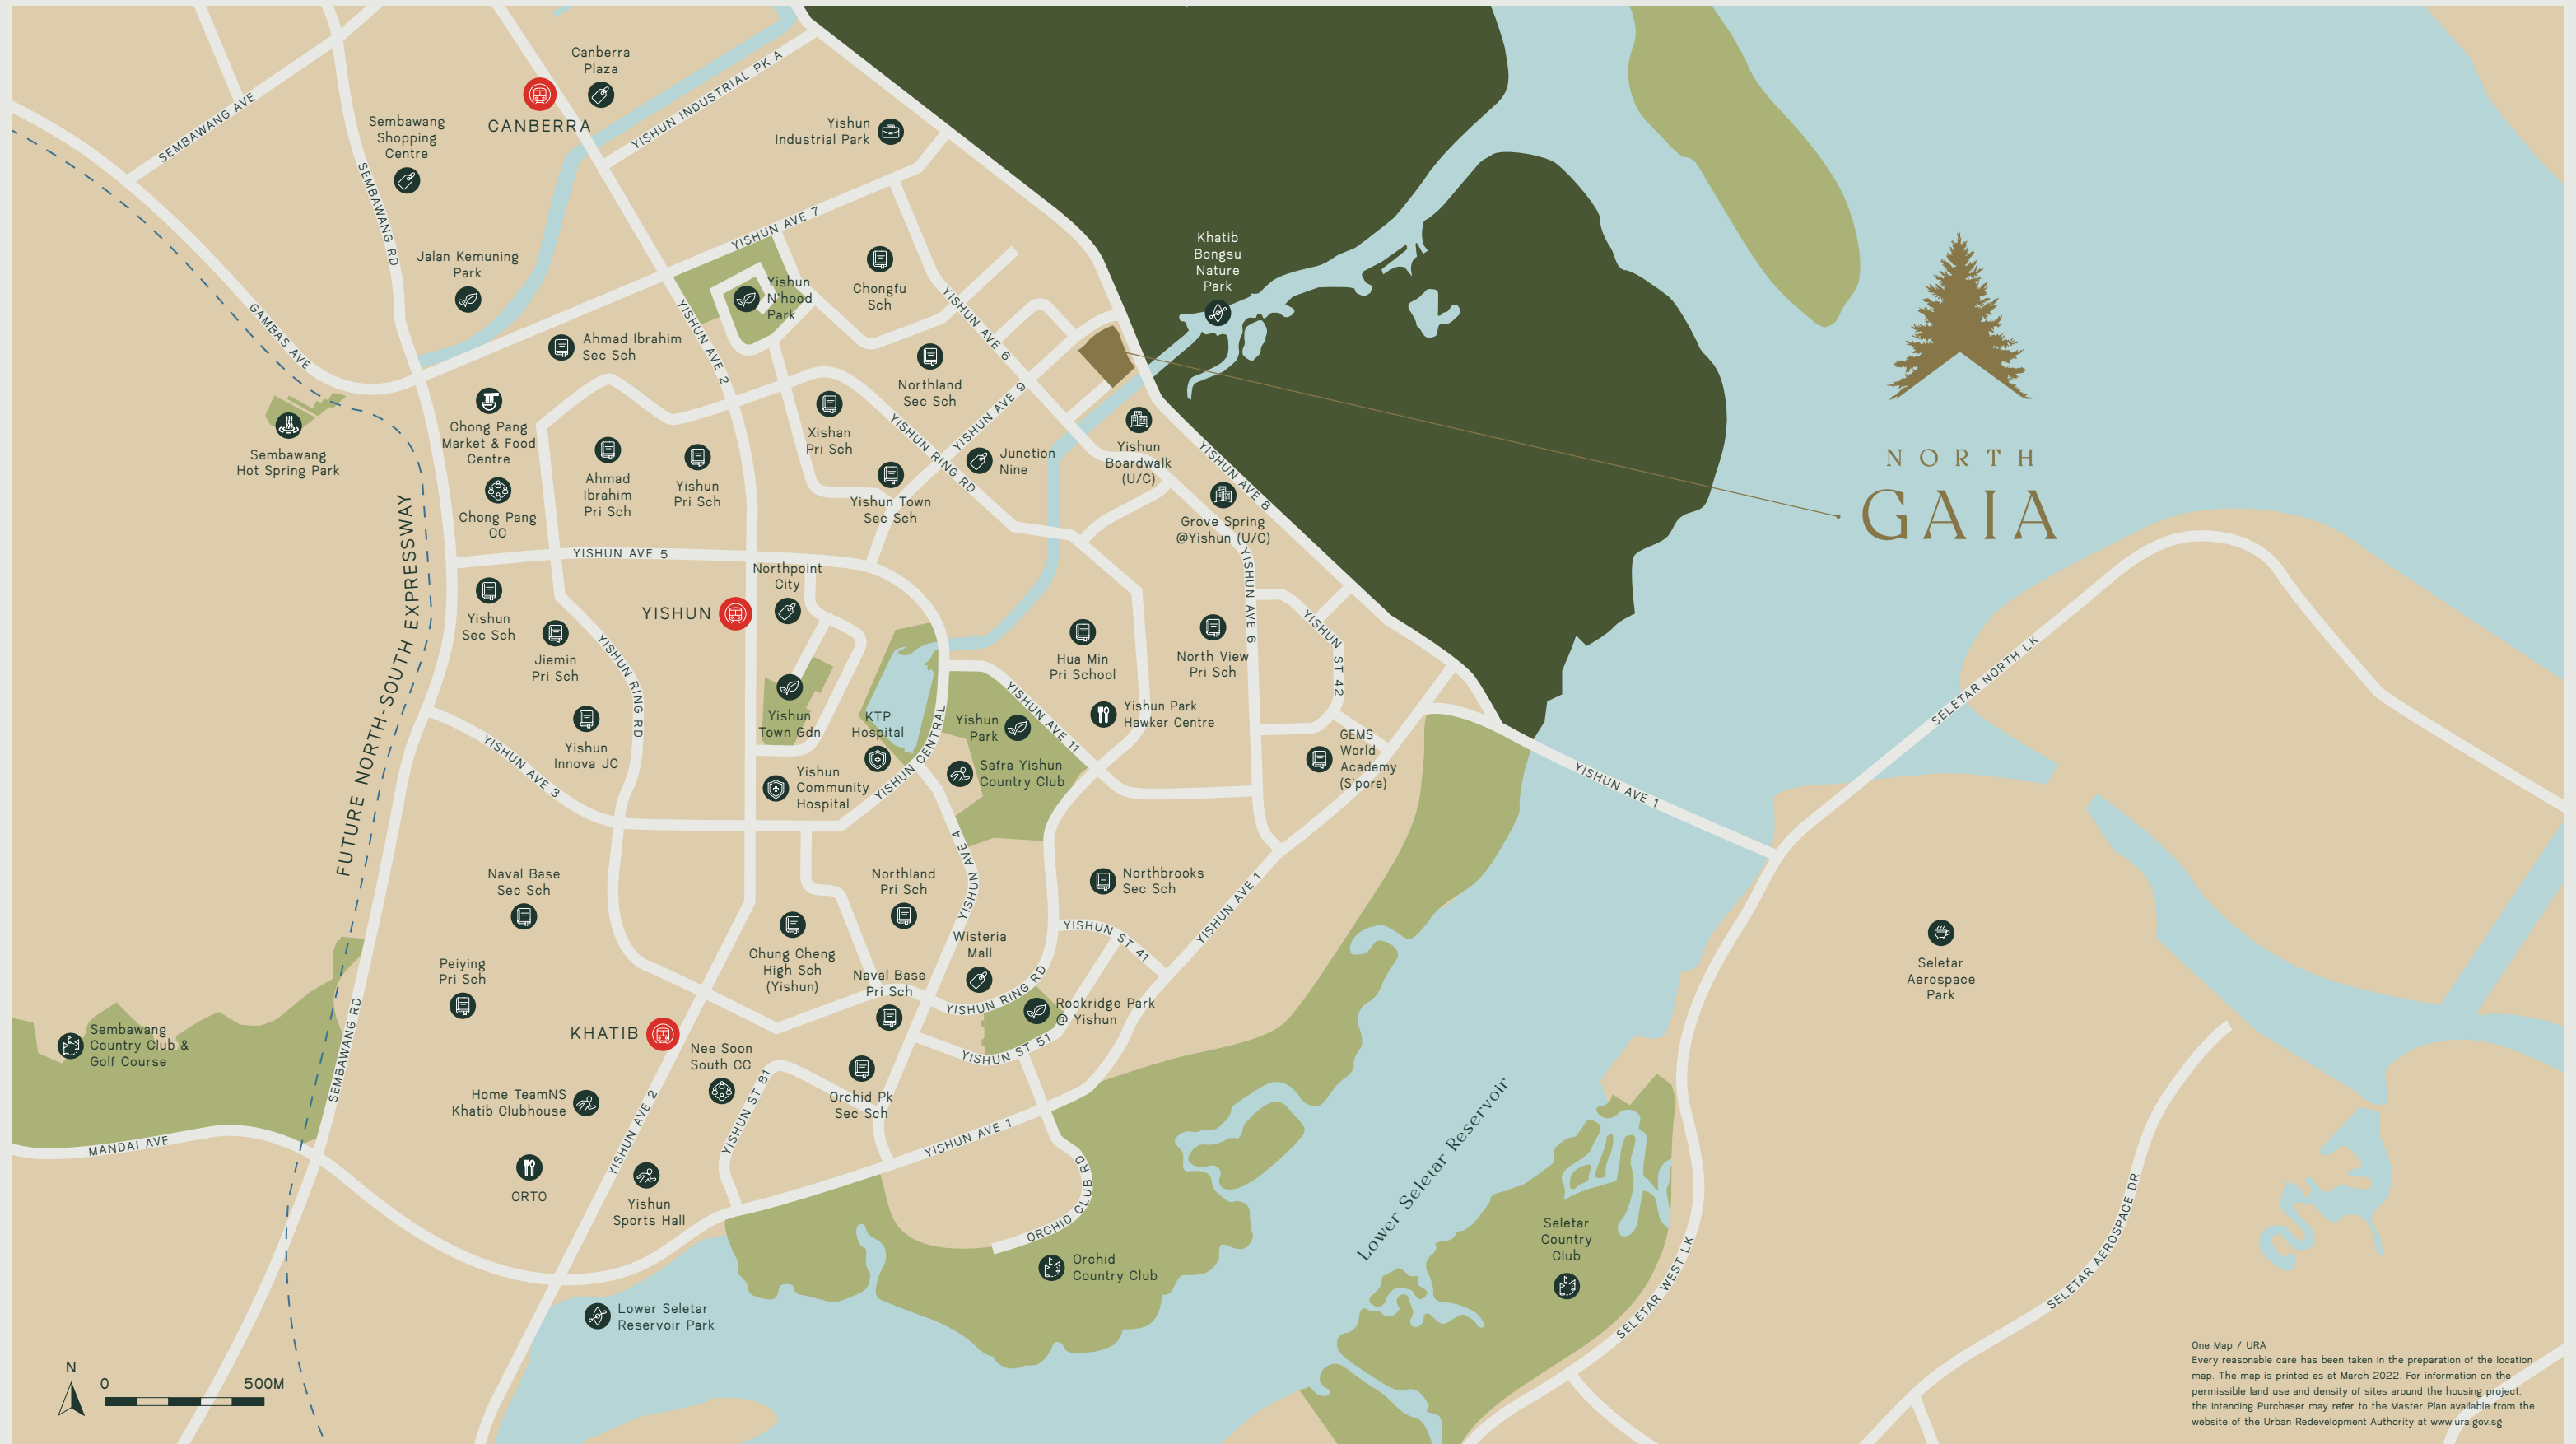 Canberra
Plaza
CANBERRA
YISHUN INDUSTRIAL PK A
SEMBAWANG AVE
Sembawang
Shopping
Centre
SEMBAWANG RD
Yishun
Industrial Park
YISHUN AVE 7
Jalan Kemuning
Park
GAMBAS AVE
Yishun
N'hood
Park
Chongfu
Sch
YISHUN AVE 2
YISHUN AVE 6
Khatib
Bongsu
Nature
Park
Ahmad Ibrahim
Sec Sch
Northland
Sec Sch
YISHUN AVE 9
Sembawang
Hot Spring Park
Chong Pang
Market & Food
Centre
Chong Pang
CC
Ahmad
Ibrahim
Pri Sch
Yishun
Pri Sch
Xishan
Pri Sch
YISHUN RING RD
Yishun Town
Sec Sch
Junction
Nine
Yishun
Boardwalk
(U/C)
YISHUN AVE 8
Grove Spring
@Yishun (U/C)
NORTH
GAIA
FUTURE NORTH-SOUTH EXPRESSWAY
YISHUN AVE 5
Northpoint
City
YISHUN
Yishun
Sec Sch
Jiemin
Pri Sch
YISHUN RING RD
Yishun
Innova JC
YISHUN AVE 3
Yishun
Town Gdn
KTP
Hospital
Yishun
Community
Hospital
YISHUN CENTRAL
Yishun
Park
Safra Yishun
Country Club
YISHUN AVE 11
Hua Min
Pri School
Yishun Park
Hawker Centre
North View
Pri Sch
YISHUN AVE 6
YISHUN ST 42
GEMS
World
Academy
(S'pore)
YISHUN AVE 1
SELETAR NORTH LK
Naval Base
Sec Sch
Peiying
Pri Sch
Sembawang
Country Club &
Golf Course
SEMBAWANG RD
MANDAI AVE
KHATIB
Chung Cheng
High Sch
(Yishun)
Northland
Pri Sch
YISHUN AVE 4
Wisteria
Mall
Naval Base
Pri Sch
YISHUN RING RD
Northbrooks
Sec Sch
YISHUN ST 41
YISHUN AVE 1
Rockridge Park
@ Yishun
YISHUN ST 51
Nee Soon
South CC
Home TeamNS
Khatib Clubhouse
YISHUN ST 81
Orchid Pk
Sec Sch
YISHUN AVE 2
ORTO
Yishun
Sports Hall
YISHUN AVE 1
ORCHID CLUB RD
Orchid
Country Club
Lower Seletar
Reservoir Park
Lower Seletar Reservoir
Seletar
Country
Club
SELETAR WEST LK
Seletar
Aerospace
Park
SELETAR AEROSPACE DR
N
0 500M
One Map / URA
Every reasonable care has been taken in the preparation of the location
map. The map is printed as at March 2022. For information on the
permissible land use and density of sites around the housing project,
the intending Purchaser may refer to the Master Plan available from the
website of the Urban Redevelopment Authority at www.ura.gov.sg